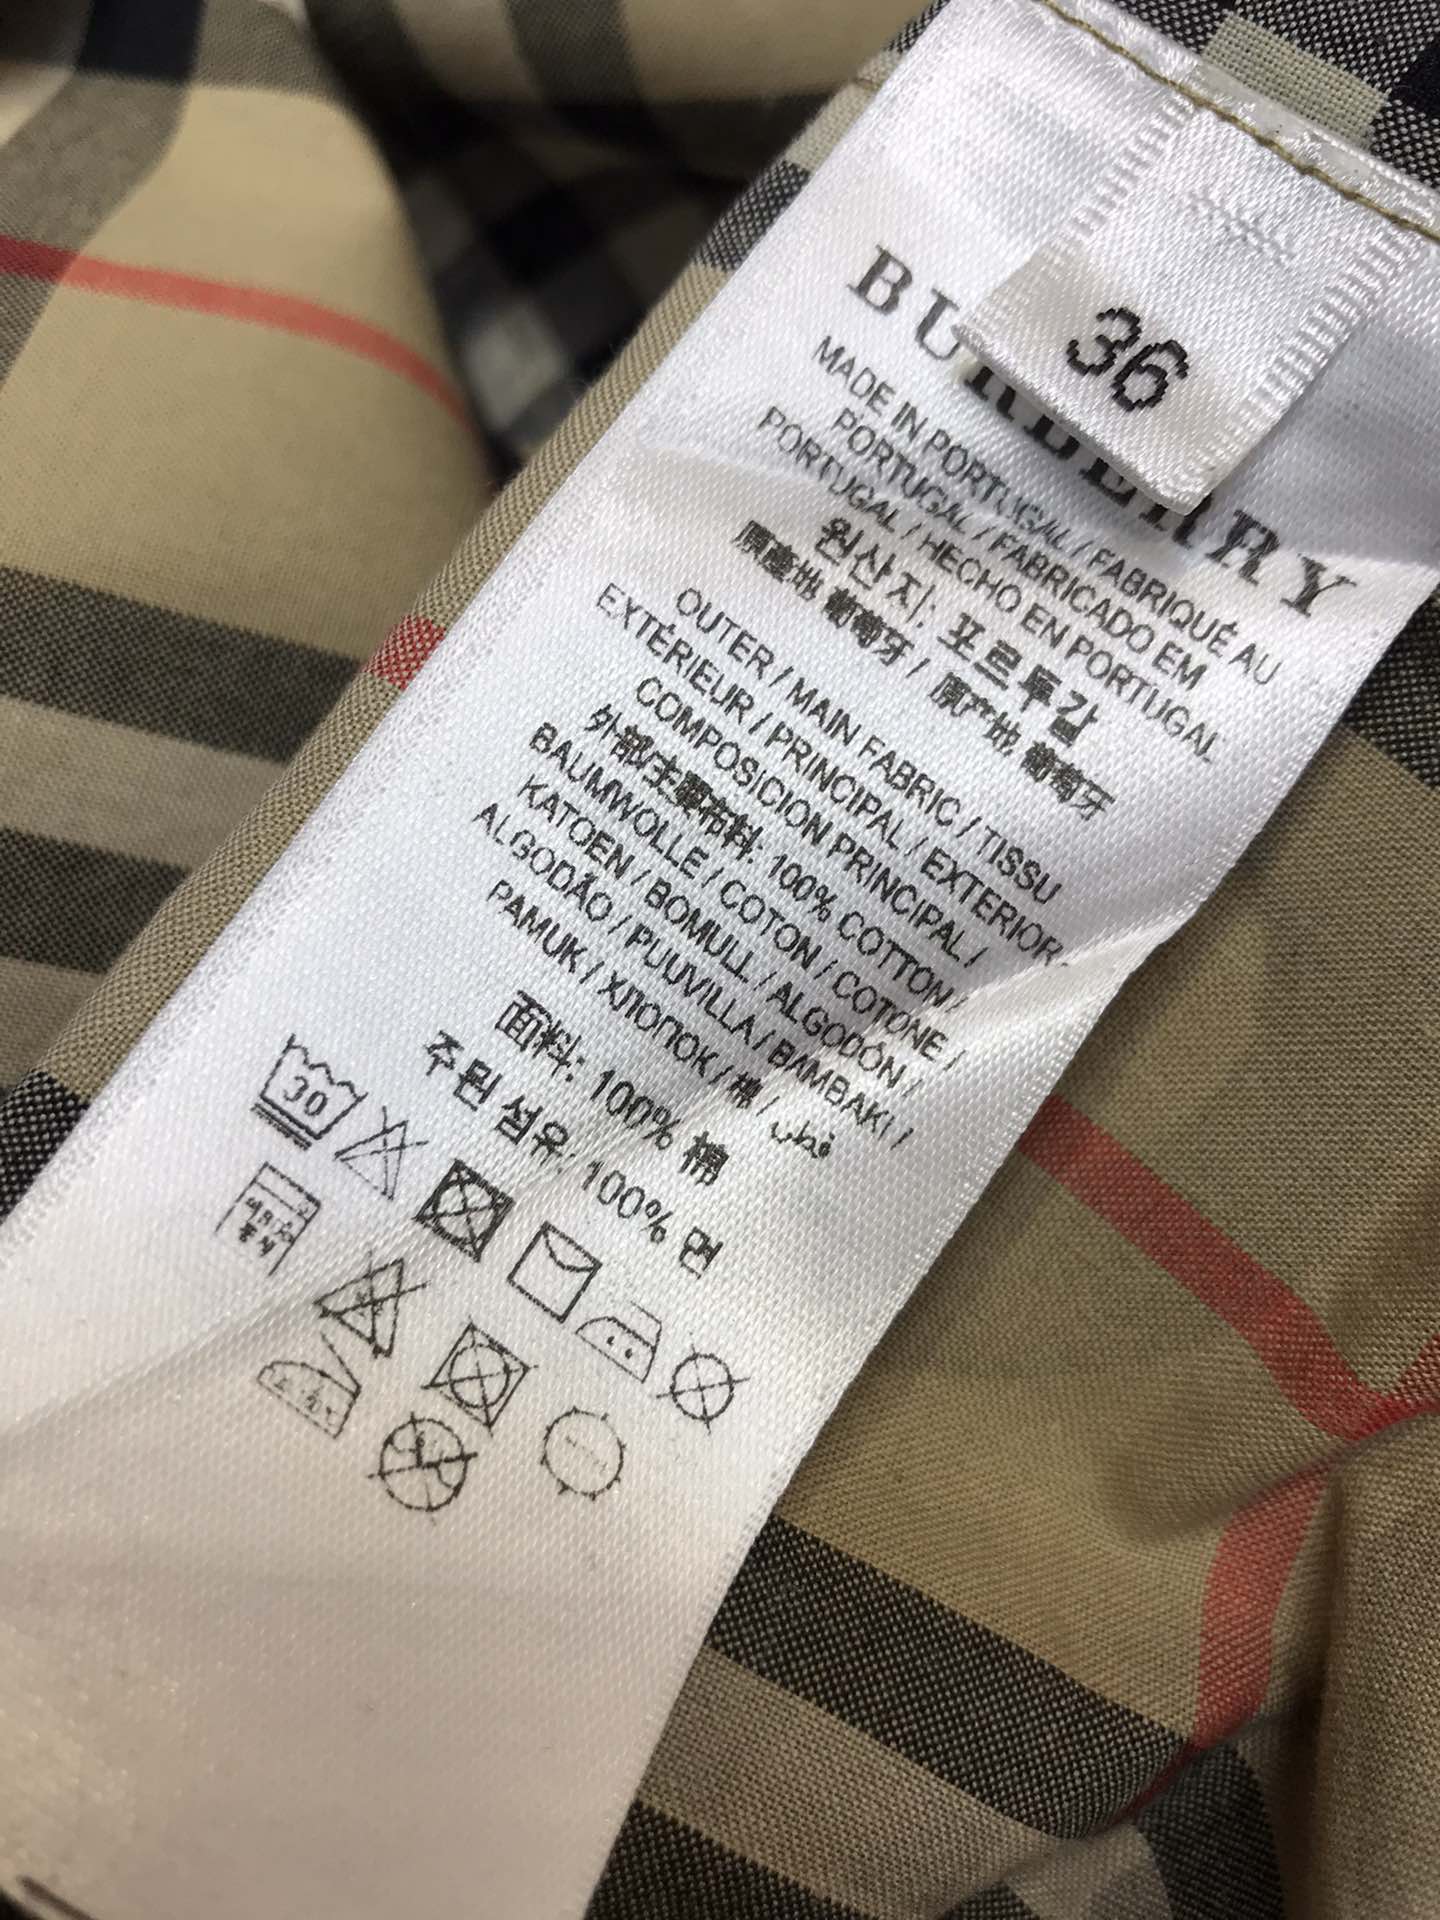 36
BURBERRY
MADE IN PORTUGAL / FABRIQUÉ AU
PORTUGAL / FABRICADO EM
PORTUGAL / HECHO EN PORTUGAL
원산지: 포르투갈
原產地 葡萄牙 / 原产地 葡萄牙
OUTER / MAIN FABRIC / TISSU
EXTÉRIEUR / PRINCIPAL / EXTERIOR
COMPOSICION PRINCIPAL /
外部/主要布料: 100% COTTON /
BAUMWOLLE / COTON / COTONE /
KATOEN / BOMULL / ALGODÓN /
ALGODÃO / PUUVILLA / BAMBAKI /
PAMUK / ХЛОПОК / 棉 / قطن
面料: 100% 棉
주된 섬유: 100% 면
30